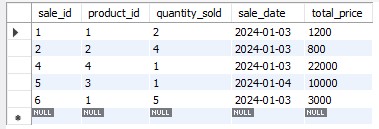 sale_id product_id quantity_sold sale_date total_price
1 1 2 2024-01-03 1200
2 2 4 2024-01-03 800
4 4 1 2024-01-03 22000
5 3 1 2024-01-04 10000
6 1 5 2024-01-03 3000
NULL NULL NULL NULL NULL